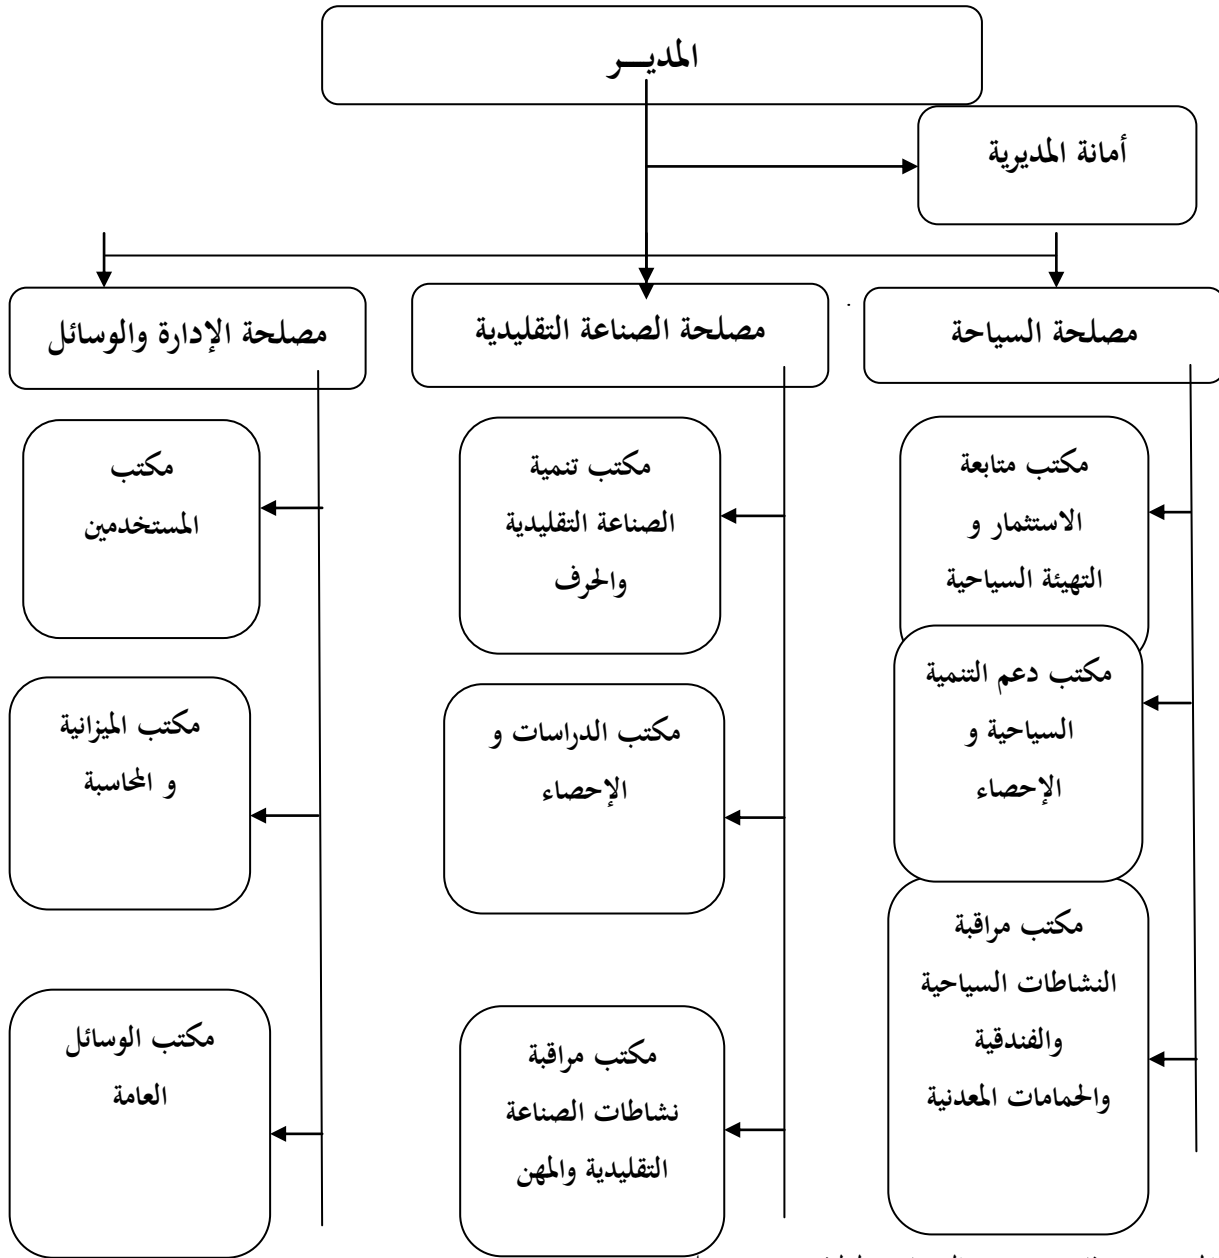 المديـــر
أمانة المديرية
مصلحة السياحة
مصلحة الصناعة التقليدية
مصلحة الإدارة والوسائل
مكتب متابعة
الاستثمار و
التهيئة السياحية
مكتب دعم التنمية
السياحية و
الإحصاء
مكتب مراقبة
النشاطات السياحية
والفندقية
والحمامات المعدنية
مكتب تنمية
الصناعة التقليدية
والحرف
مكتب الدراسات و
الإحصاء
مكتب مراقبة
نشاطات الصناعة
التقليدية والمهن
مكتب
المستخدمين
مكتب الميزانية
و المحاسبة
مكتب الوسائل
العامة